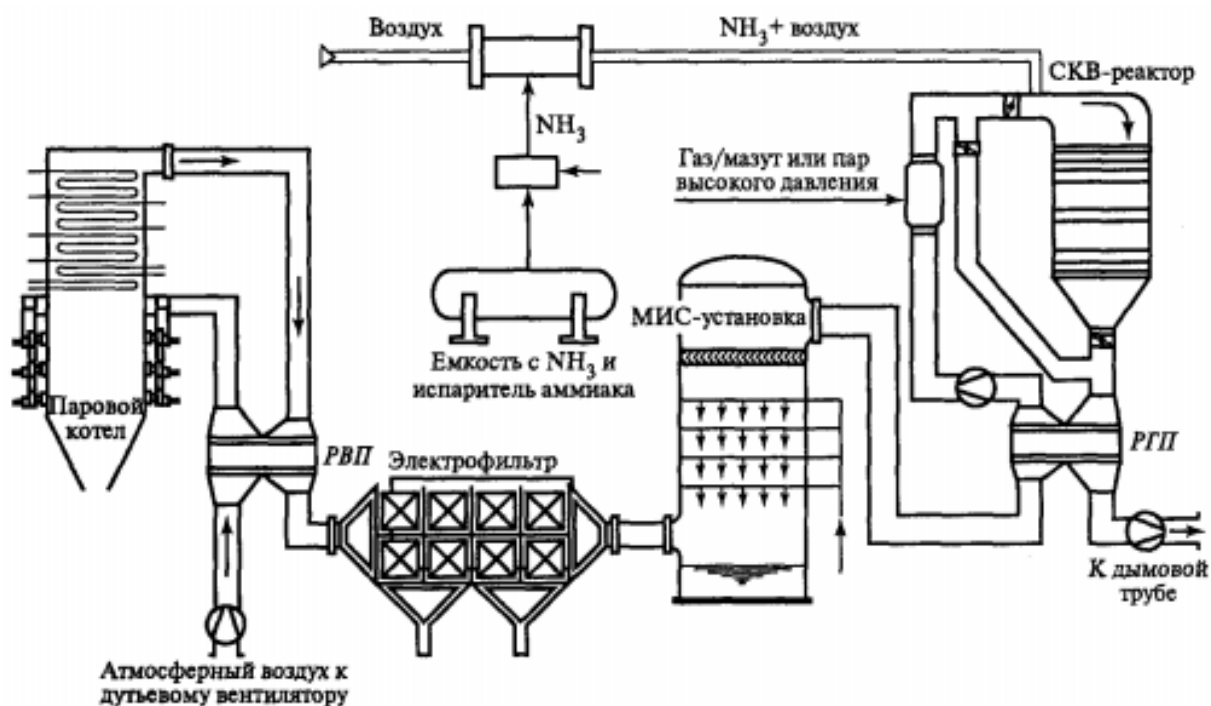 Воздух
NH3+ воздух
СКВ-реактор
NH3
Газ/мазут или пар
высокого давления
МИС-установка
Емкость с NH3 и
испаритель аммиака
Паровой
котел
РВП
Электрофильтр
РГП
К дымовой
трубе
Атмосферный воздух к
дутьевому вентилятору